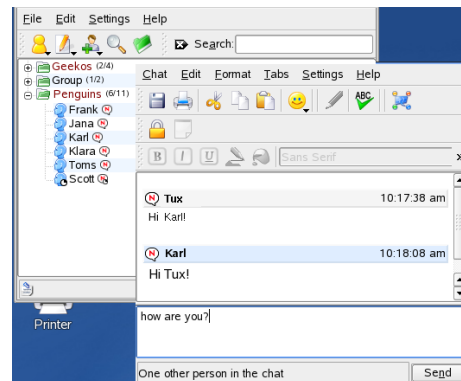 File Edit Settings Help
Search:
Geekos (2/4)
Group (1/2)
Penguins (6/11)
Frank
Jana
Karl
Klara
Toms
Scott
Chat Edit Format Tabs Settings Help
ABC
B I U Sans Serif
N Tux 10:17:38 am
Hi Karl!
N Karl 10:18:08 am
Hi Tux!
how are you?
One other person in the chat Send
Printer